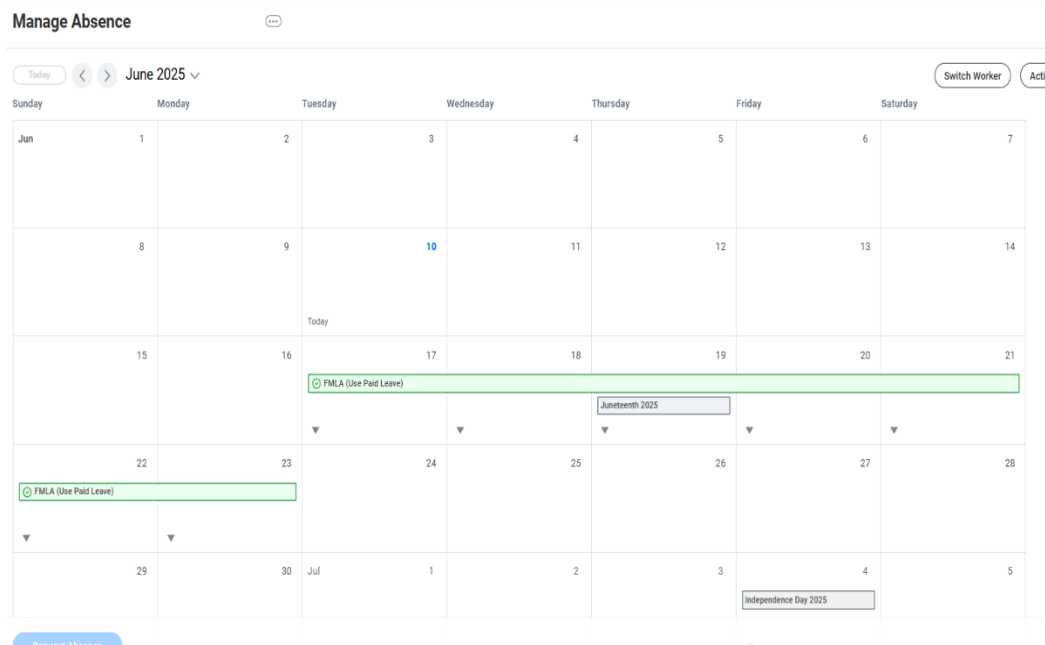 Manage Absence
Today June 2025 Switch Worker Acti
Sunday Monday Tuesday Wednesday Thursday Friday Saturday
Jun 1 2 3 4 5 6 7
8 9 10 11 12 13 14
Today
15 16 17 18 19 20 21
FMLA (Use Paid Leave)
Juneteenth 2025
22 23 24 25 26 27 28
FMLA (Use Paid Leave)
29 30 Jul 1 2 3 4 5
Independence Day 2025